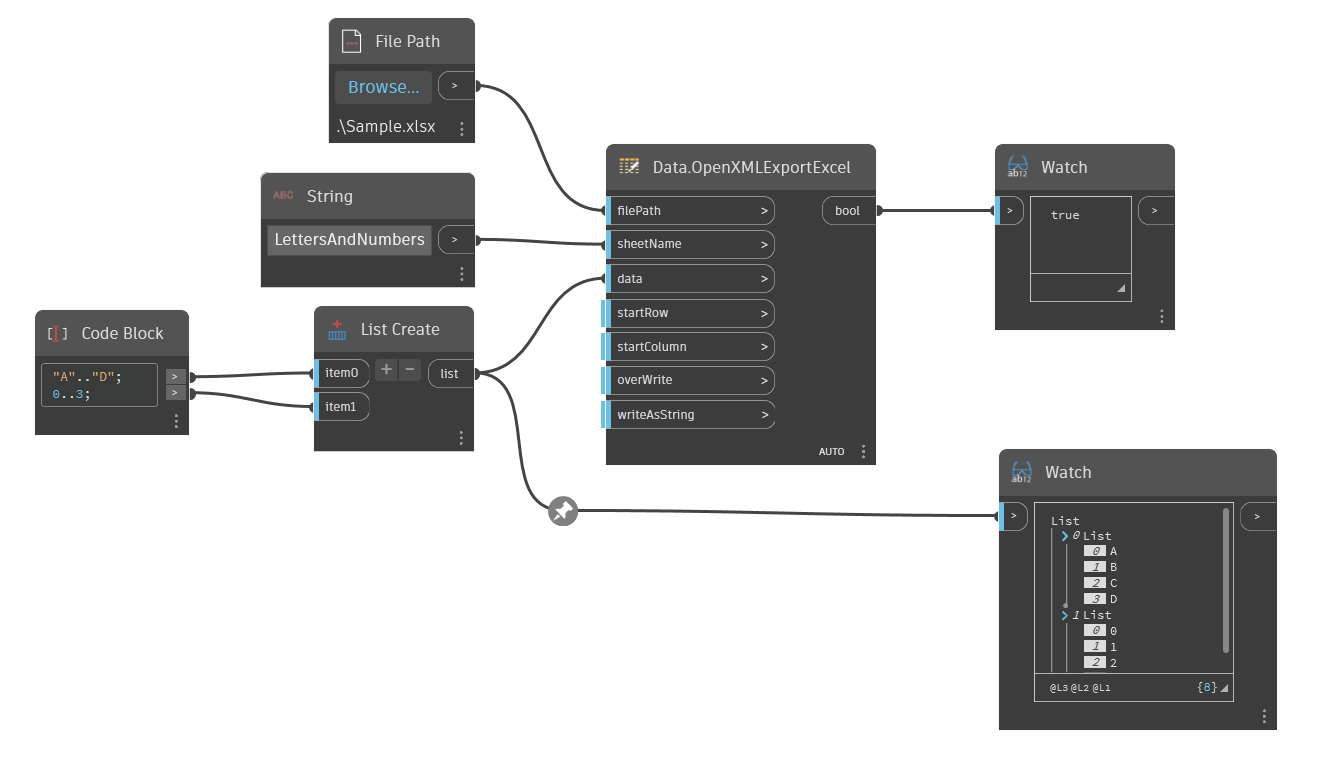 File Path
Browse...
>
.\Sample.xlsx
ABC String
LettersAndNumbers
>
Code Block
"A".."D";
0..3;
>
>
List Create
item0
+ −
list
item1
Data.OpenXMLExportExcel
filePath >
bool
sheetName >
data >
startRow >
startColumn >
overWrite >
writeAsString >
AUTO
ab12 Watch
>
true
>
ab12 Watch
>
List
0 List
0 A
1 B
2 C
3 D
1 List
0 0
1 1
2 2
@L3 @L2 @L1
{8}
>